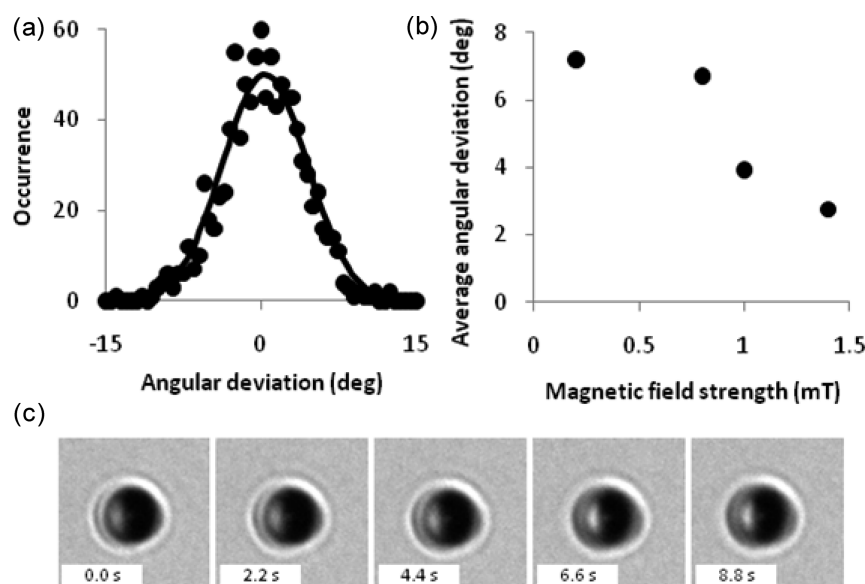 (a)
60
40
20
0
Occurrence
-15 0 15
Angular deviation (deg)
(b)
8
6
4
2
0
Average angular deviation (deg)
0 0.5 1 1.5
Magnetic field strength (mT)
(c)
0.0 s 2.2 s 4.4 s 6.6 s 8.8 s